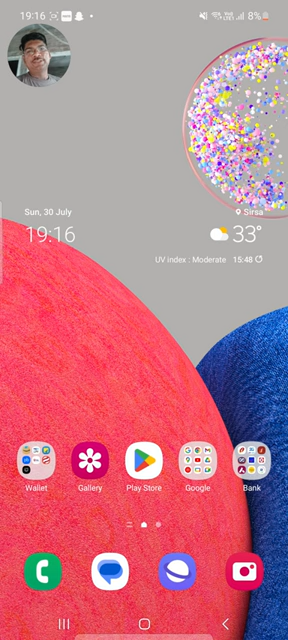 19:16
8%
Sun, 30 July
Sirsa
19:16
33°
UV index : Moderate 15:48
Wallet Gallery Play Store Google Bank